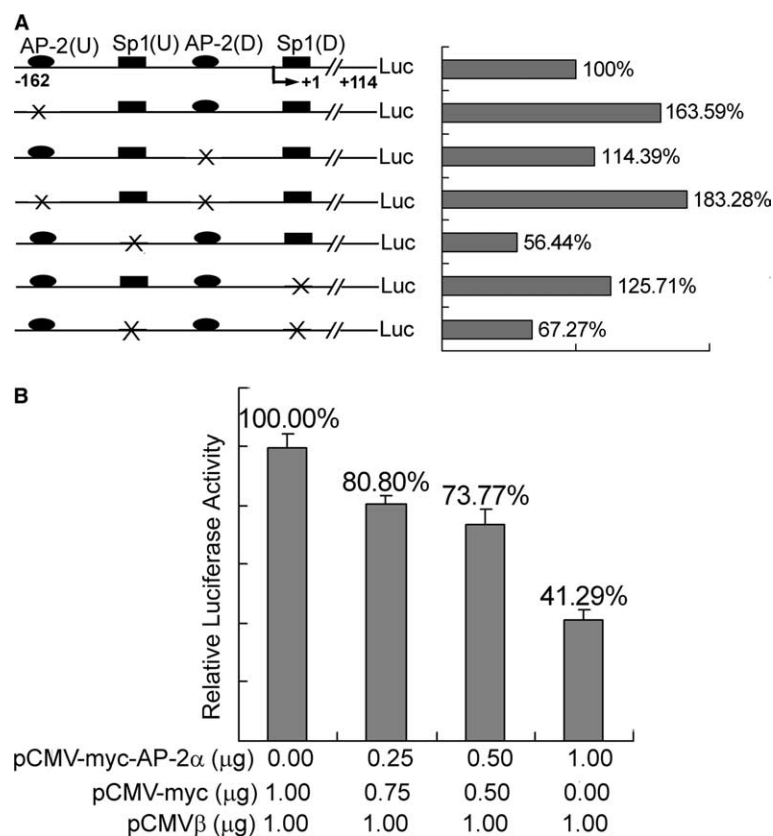 A
AP-2(U) Sp1(U) AP-2(D) Sp1(D)
-162 +1 +114 Luc 100%
Luc 163.59%
Luc 114.39%
Luc 183.28%
Luc 56.44%
Luc 125.71%
Luc 67.27%
B
Relative Luciferase Activity
100.00%
80.80%
73.77%
41.29%
pCMV-myc-AP-2α (µg) 0.00 0.25 0.50 1.00
pCMV-myc (µg) 1.00 0.75 0.50 0.00
pCMVβ (µg) 1.00 1.00 1.00 1.00